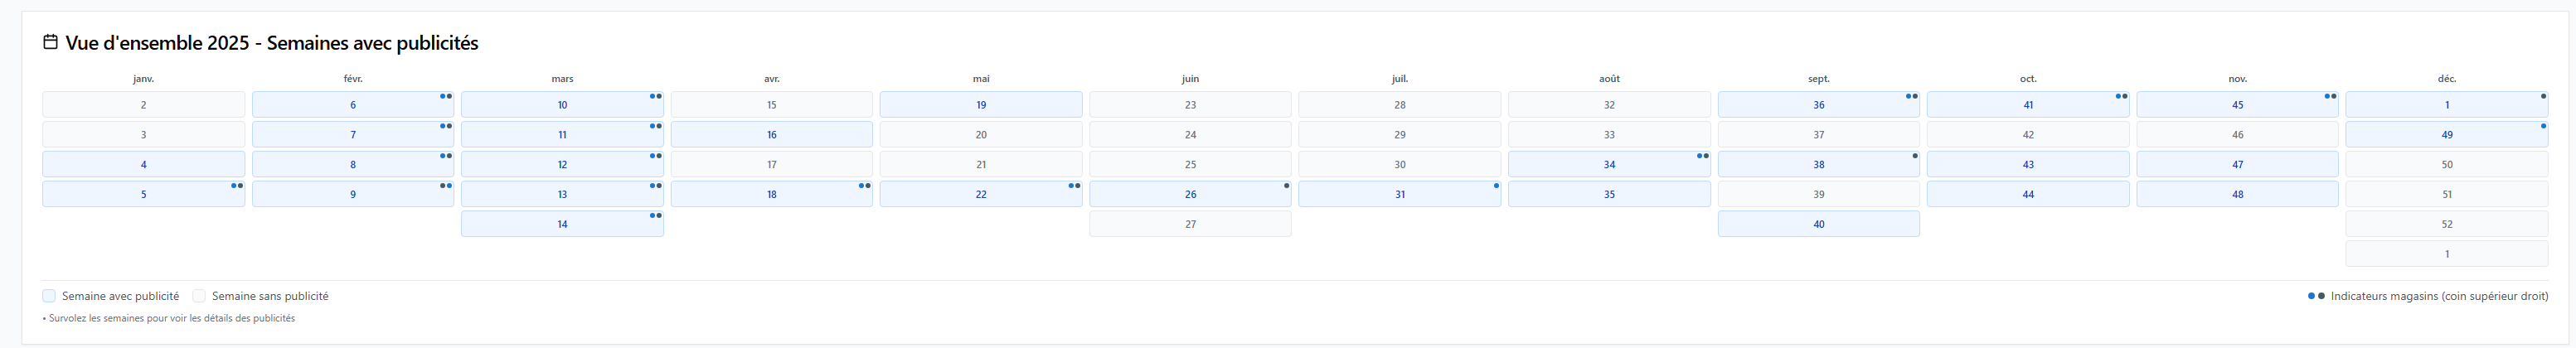 Vue d'ensemble 2025 - Semaines avec publicités
janv. févr. mars avr. mai juin juil. août sept. oct. nov. déc.
2 6 10 15 19 23 28 32 36 41 45 1
3 7 11 16 20 24 29 33 37 42 46 49
4 8 12 17 21 25 30 34 38 43 47 50
5 9 13 18 22 26 31 35 39 44 48 51
14 27 40 52
1
Semaine avec publicité Semaine sans publicité Indicateurs magasins (coin supérieur droit)
• Survolez les semaines pour voir les détails des publicités